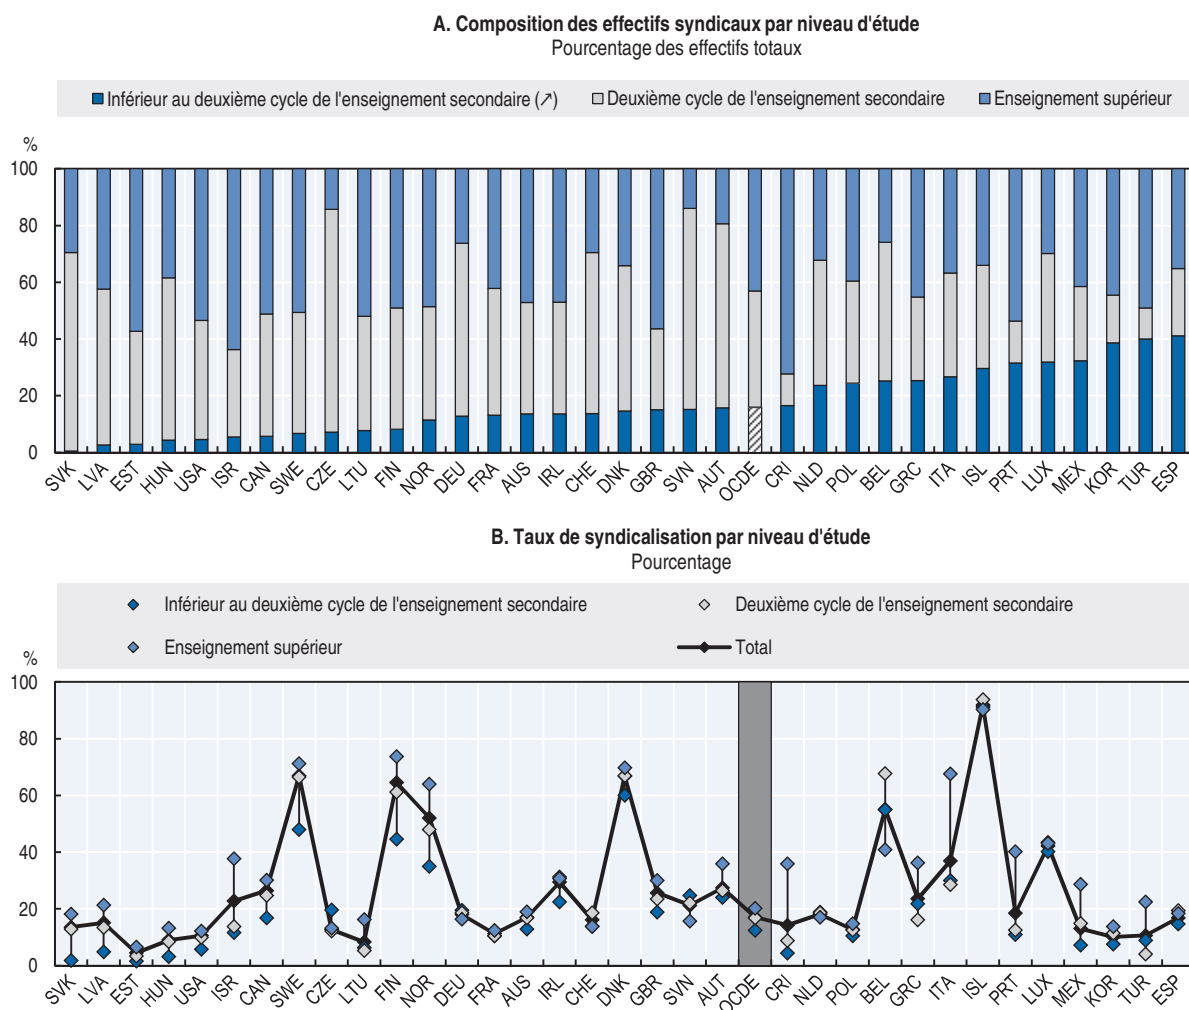 A. Composition des effectifs syndicaux par niveau d'étude
Pourcentage des effectifs totaux
Inférieur au deuxième cycle de l'enseignement secondaire (↗) Deuxième cycle de l'enseignement secondaire Enseignement supérieur
%
100
80
60
40
20
0
SVK LVA EST HUN USA ISR CAN SWE CZE LTU FIN NOR DEU FRA AUS IRL CHE DNK GBR SVN AUT OCDE CRI NLD POL BEL GRC ITA ISL PRT LUX MEX KOR TUR ESP
B. Taux de syndicalisation par niveau d'étude
Pourcentage
Inférieur au deuxième cycle de l'enseignement secondaire Deuxième cycle de l'enseignement secondaire
Enseignement supérieur Total
%
100
80
60
40
20
0
SVK LVA EST HUN USA ISR CAN SWE CZE LTU FIN NOR DEU FRA AUS IRL CHE DNK GBR SVN AUT OCDE CRI NLD POL BEL GRC ITA ISL PRT LUX MEX KOR TUR ESP